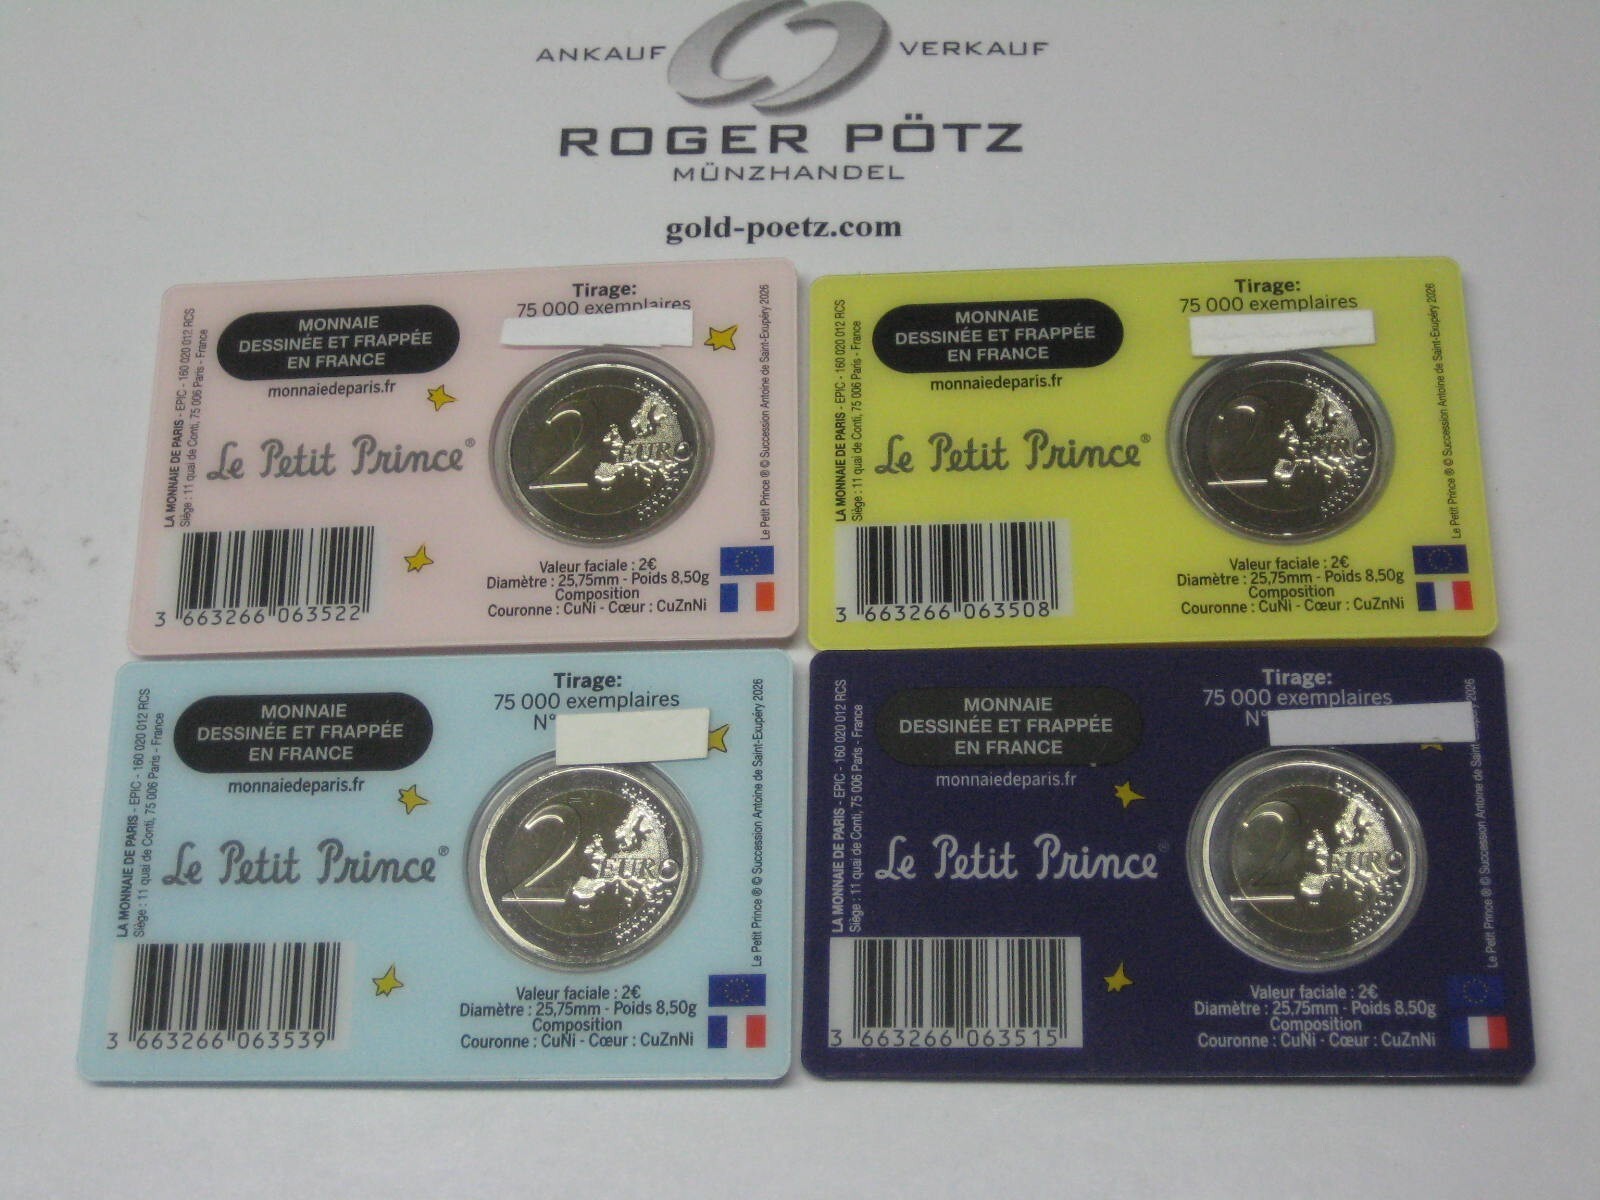 ANKAUF VERKAUF
ROGER PÖTZ
MÜNZHANDEL
gold-poetz.com
LA MONNAIE DE PARIS - EPIC - 160 020 012 RCS
Siège : 11 quai de Conti, 75 006 Paris - France
MONNAIE
DESSINÉE ET FRAPPÉE
EN FRANCE
monnaiedeparis.fr
Le Petit Prince®
3 663266 063522
Tirage:
75 000 exemplaires
2 EURO
Valeur faciale : 2€
Diamètre : 25,75mm - Poids 8,50g
Composition
Couronne : CuNi - Cœur : CuZnNi
Le Petit Prince ® © Succession Antoine de Saint-Exupéry 2026
LA MONNAIE DE PARIS - EPIC - 160 020 012 RCS
Siège : 11 quai de Conti, 75 006 Paris - France
MONNAIE
DESSINÉE ET FRAPPÉE
EN FRANCE
monnaiedeparis.fr
Le Petit Prince®
3 663266 063508
Tirage:
75 000 exemplaires
2 EURO
Valeur faciale : 2€
Diamètre : 25,75mm - Poids 8,50g
Composition
Couronne : CuNi - Cœur : CuZnNi
Le Petit Prince ® © Succession Antoine de Saint-Exupéry 2026
LA MONNAIE DE PARIS - EPIC - 160 020 012 RCS
Siège : 11 quai de Conti, 75 006 Paris - France
MONNAIE
DESSINÉE ET FRAPPÉE
EN FRANCE
monnaiedeparis.fr
Le Petit Prince®
3 663266 063539
Tirage:
75 000 exemplaires
N°
2 EURO
Valeur faciale : 2€
Diamètre : 25,75mm - Poids 8,50g
Composition
Couronne : CuNi - Cœur : CuZnNi
Le Petit Prince ® © Succession Antoine de Saint-Exupéry 2026
LA MONNAIE DE PARIS - EPIC - 160 020 012 RCS
Siège : 11 quai de Conti, 75 006 Paris - France
MONNAIE
DESSINÉE ET FRAPPÉE
EN FRANCE
monnaiedeparis.fr
Le Petit Prince®
3 663266 063515
Tirage:
75 000 exemplaires
N°
2 EURO
Valeur faciale : 2€
Diamètre : 25,75mm - Poids 8,50g
Composition
Couronne : CuNi - Cœur : CuZnNi
Le Petit Prince ® © Succession Antoine de Saint-Exupéry 2026